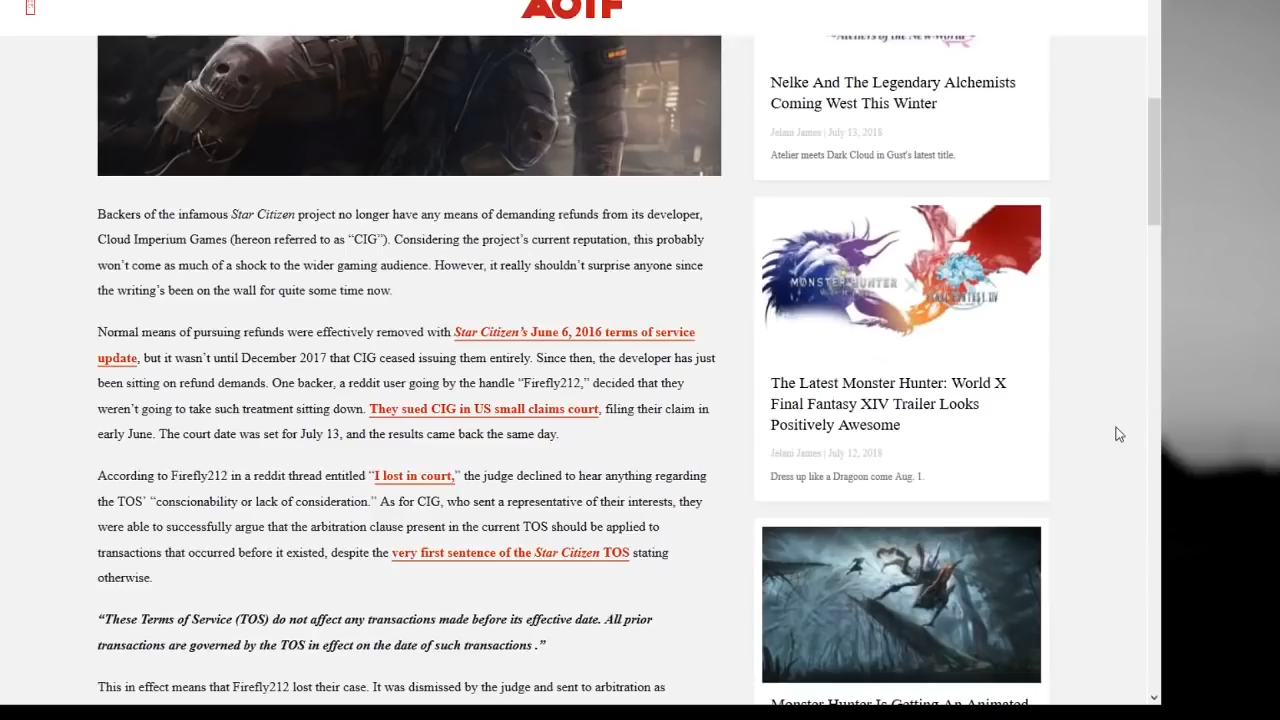 AOTF
Backers of the infamous Star Citizen project no longer have any means of demanding refunds from its developer,
Cloud Imperium Games (hereon referred to as “CIG”). Considering the project’s current reputation, this probably
won’t come as much of a shock to the wider gaming audience. However, it really shouldn’t surprise anyone since
the writing’s been on the wall for quite some time now.
Normal means of pursuing refunds were effectively removed with Star Citizen’s June 6, 2016 terms of service
update, but it wasn’t until December 2017 that CIG ceased issuing them entirely. Since then, the developer has just
been sitting on refund demands. One backer, a reddit user going by the handle “Firefly212,” decided that they
weren’t going to take such treatment sitting down. They sued CIG in US small claims court, filing their claim in
early June. The court date was set for July 13, and the results came back the same day.
According to Firefly212 in a reddit thread entitled “I lost in court,” the judge declined to hear anything regarding
the TOS’ “conscionability or lack of consideration.” As for CIG, who sent a representative of their interests, they
were able to successfully argue that the arbitration clause present in the current TOS should be applied to
transactions that occurred before it existed, despite the very first sentence of the Star Citizen TOS stating
otherwise.
“These Terms of Service (TOS) do not affect any transactions made before its effective date. All prior
transactions are governed by the TOS in effect on the date of such transactions .”
This in effect means that Firefly212 lost their case. It was dismissed by the judge and sent to arbitration as
Ateliers of the New World
Nelke And The Legendary Alchemists
Coming West This Winter
Jelani James | July 13, 2018
Atelier meets Dark Cloud in Gust's latest title.
MONSTER HUNTER
WORLD
X
FINAL FANTASY XIV
The Latest Monster Hunter: World X
Final Fantasy XIV Trailer Looks
Positively Awesome
Jelani James | July 12, 2018
Dress up like a Dragoon come Aug. 1.
Monster Hunter Is Getting An Animated